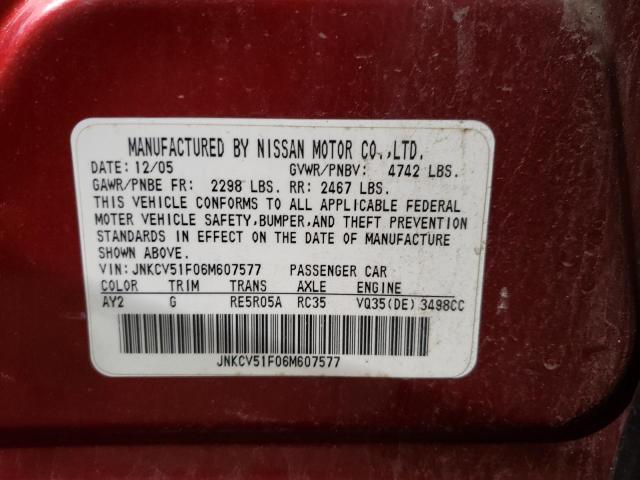 MANUFACTURED BY NISSAN MOTOR CO.,LTD.
DATE: 12/05 GVWR/PNBV: 4742 LBS.
GAWR/PNBE FR: 2298 LBS. RR: 2467 LBS.
THIS VEHICLE CONFORMS TO ALL APPLICABLE FEDERAL
MOTER VEHICLE SAFETY,BUMPER,AND THEFT PREVENTION
STANDARDS IN EFFECT ON THE DATE OF MANUFACTURE
SHOWN ABOVE.
VIN: JNKCV51F06M607577 PASSENGER CAR
COLOR TRIM TRANS AXLE ENGINE
AY2 G RE5R05A RC35 VQ35(DE) 3498CC
JNKCV51F06M607577